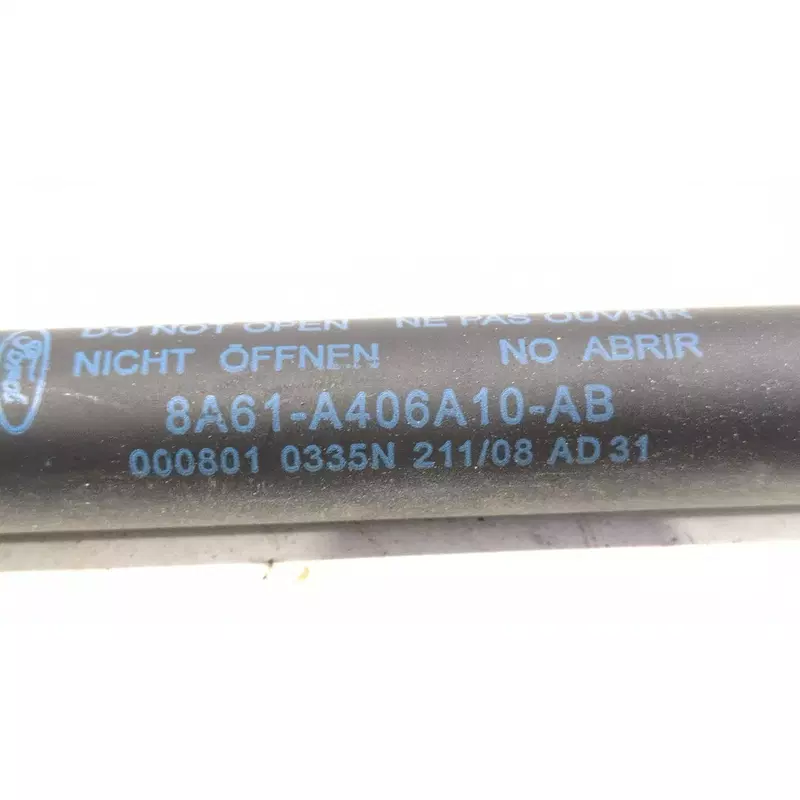 DO NOT OPEN NE PAS OUVRIR
NICHT ÖFFNEN NO ABRIR
Ford
8A61-A406A10-AB
000801 0335N 211/08 AD 31